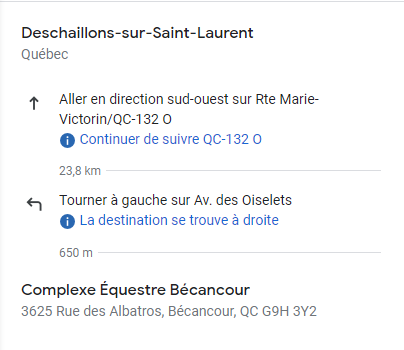 Deschaillons-sur-Saint-Laurent
Québec
Aller en direction sud-ouest sur Rte Marie-
Victorin/QC-132 O
Continuer de suivre QC-132 O
23,8 km
Tourner à gauche sur Av. des Oiselets
La destination se trouve à droite
650 m
Complexe Équestre Bécancour
3625 Rue des Albatros, Bécancour, QC G9H 3Y2